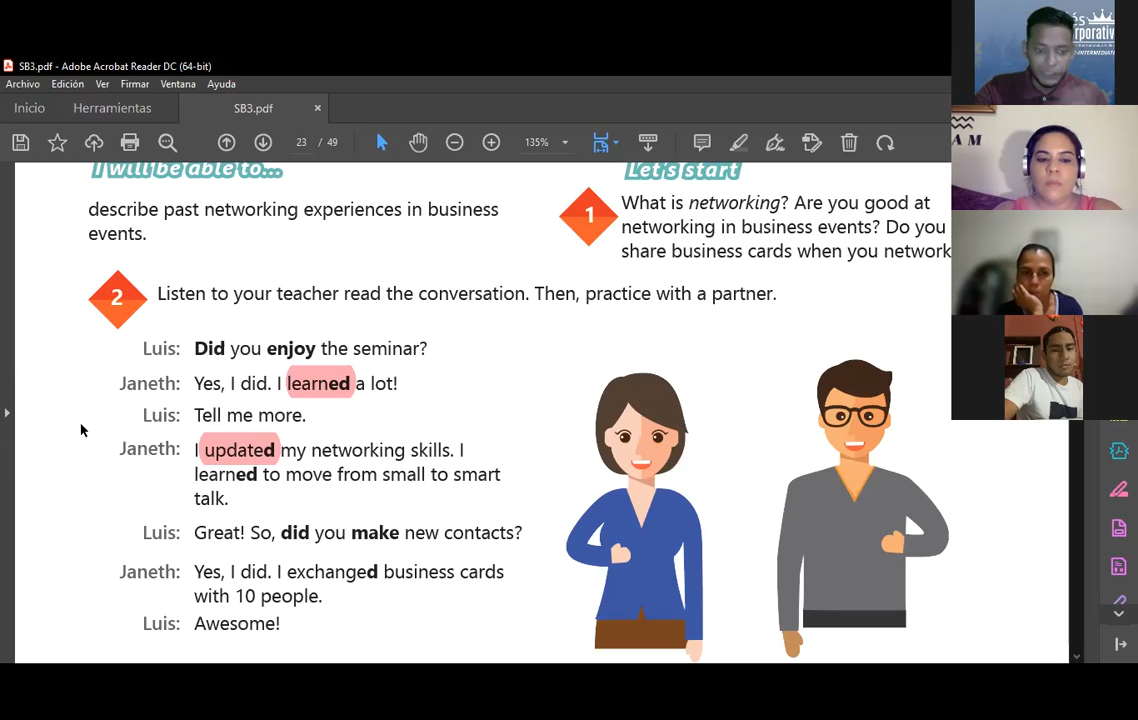 SB3.pdf - Adobe Acrobat Reader DC (64-bit)
Archivo Edición Ver Firmar Ventana Ayuda
Inicio Herramientas SB3.pdf ×
23 / 49 135%
I will be able to...
describe past networking experiences in business
events.
Let's start
1
What is networking? Are you good at
networking in business events? Do you
share business cards when you network
2
Listen to your teacher read the conversation. Then, practice with a partner.
Luis: Did you enjoy the seminar?
Janeth: Yes, I did. I learned a lot!
Luis: Tell me more.
Janeth: I updated my networking skills. I
learned to move from small to smart
talk.
Luis: Great! So, did you make new contacts?
Janeth: Yes, I did. I exchanged business cards
with 10 people.
Luis: Awesome!
és
orporativ
-INTERMEDIATE
A M